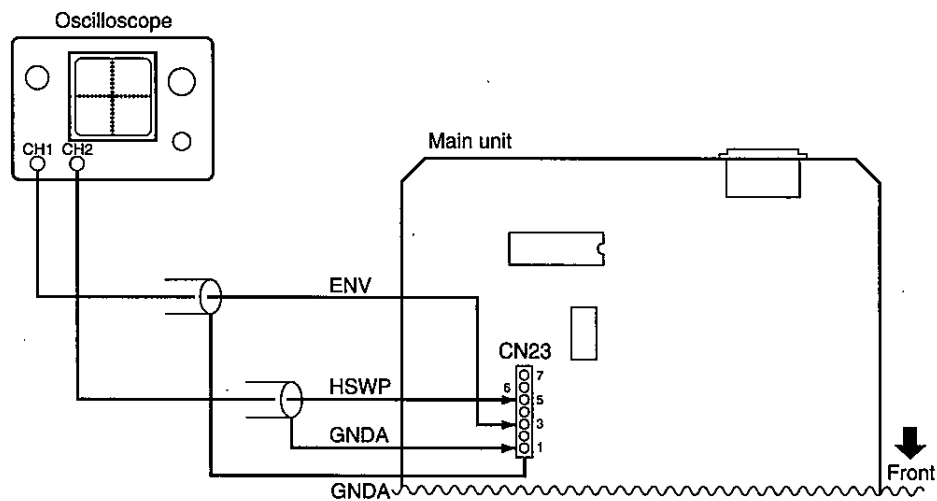 Oscilloscope
CH1 CH2
Main unit
ENV
CN23
7
6
HSWP
5
3
GNDA
1
Front
GNDA